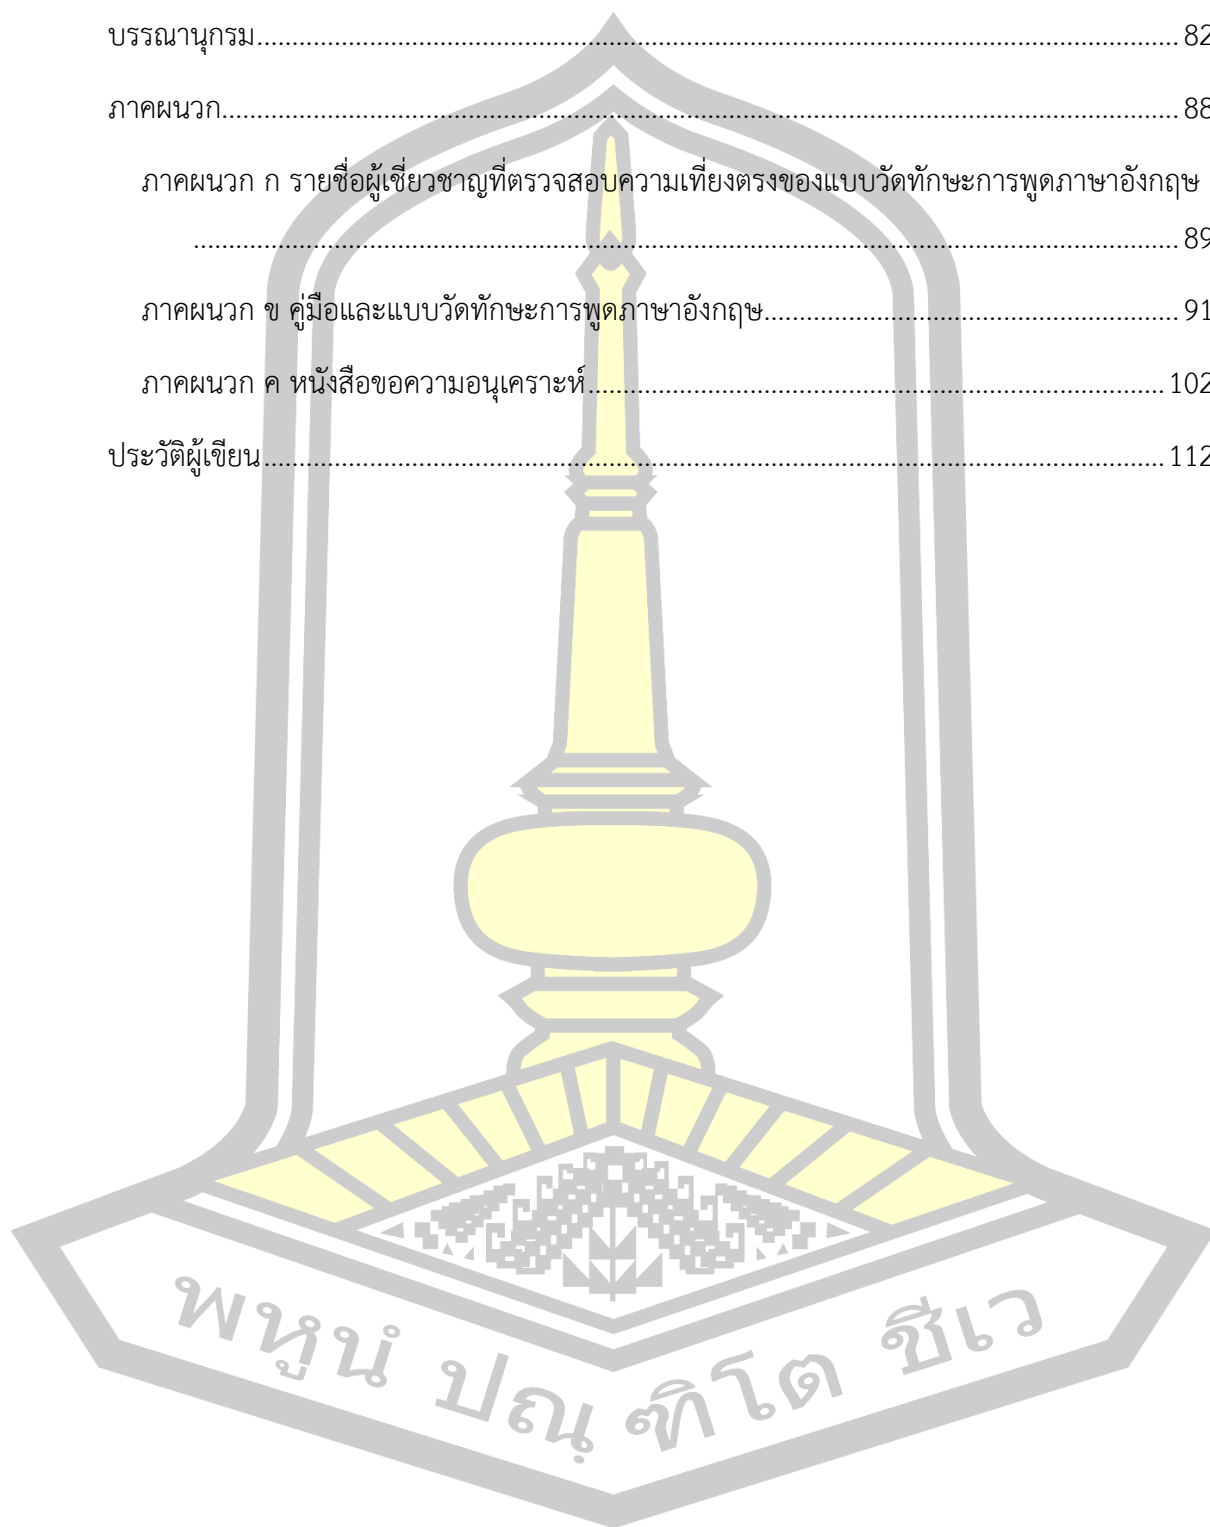 บรรณานุกรม.................................................................................................................................. 82
ภาคผนวก....................................................................................................................................... 88
ภาคผนวก ก รายชื่อผู้เชี่ยวชาญที่ตรวจสอบความเที่ยงตรงของแบบวัดทักษะการพูดภาษาอังกฤษ
........................................................................................................................................... 89
ภาคผนวก ข คู่มือและแบบวัดทักษะการพูดภาษาอังกฤษ........................................................... 91
ภาคผนวก ค หนังสือขอความอนุเคราะห์.................................................................................. 102
ประวัติผู้เขียน................................................................................................................................ 112
พหูนํ ปณฺฑิโต ชีเว